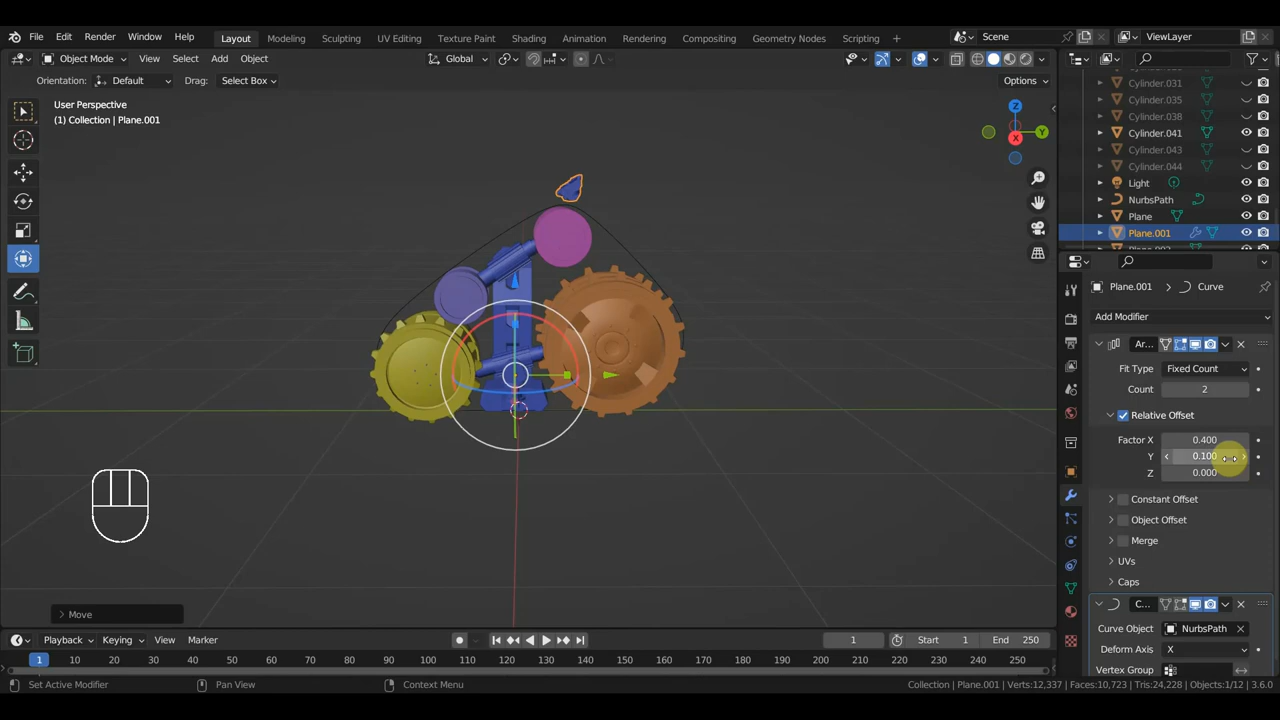 File Edit Render Window Help Layout Modeling Sculpting UV Editing Texture Paint Shading Animation Rendering Compositing Geometry Nodes Scripting + Scene ViewLayer
Object Mode View Select Add Object Global Options
Orientation: Default Drag: Select Box
User Perspective
(1) Collection | Plane.001
Z
Y
X
Cylinder.031
Cylinder.035
Cylinder.038
Cylinder.041
Cylinder.043
Cylinder.044
Light
NurbsPath
Plane
Plane.001
Plane.001 > Curve
Add Modifier
Ar...
Fit Type Fixed Count
Count 2
Relative Offset
Factor X 0.400
Y 0.100
Z 0.000
Constant Offset
Object Offset
Merge
UVs
Caps
C...
Curve Object NurbsPath
Deform Axis X
Vertex Group
> Move
Playback Keying View Marker 1 Start 1 End 250
1 10 20 30 40 50 60 70 80 90 100 110 120 130 140 150 160 170 180 190 200 210 220 230 240 250
Set Active Modifier Pan View Context Menu Collection | Plane.001 | Verts:12,337 | Faces:10,723 | Tris:24,228 | Objects:1/12 | 3.6.0